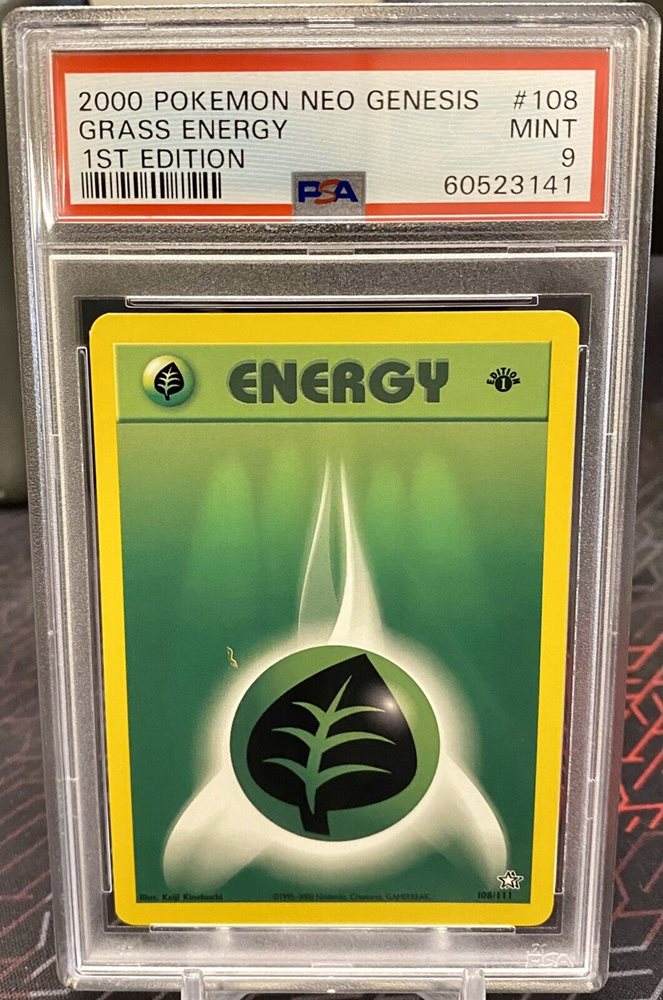 2000 POKEMON NEO GENESIS #108
GRASS ENERGY MINT
1ST EDITION 9
PSA 60523141
ENERGY
EDITION
1
Illus. Keiji Kinebuchi ©1995-2000 Nintendo, Creatures, GAMEFREAK. 108/111
PSA